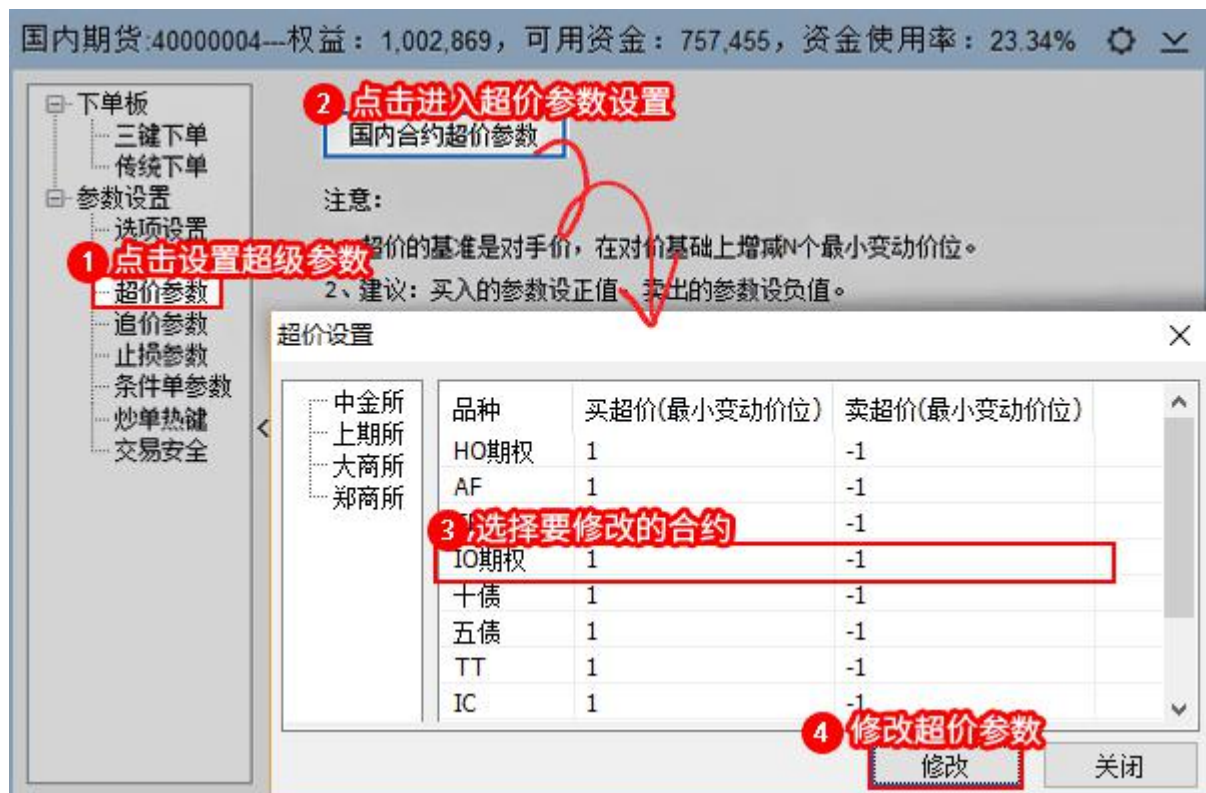 国内期货:40000004---权益：1,002,869，可用资金：757,455，资金使用率：23.34%
下单板
三键下单
传统下单
参数设置
选项设置
1 点击设置超级参数
超价参数
追价参数
止损参数
条件单参数
炒单热键
交易安全
2 点击进入超价参数设置
国内合约超价参数
注意：
超价的基准是对手价，在对价基础上增减N个最小变动价位。
2、建议：买入的参数设正值、卖出的参数设负值。
超价设置
中金所
上期所
大商所
郑商所
品种 买超价(最小变动价位) 卖超价(最小变动价位)
HO期权 1 -1
AF 1 -1
3 选择要修改的合约 -1
IO期权 1 -1
十债 1 -1
五债 1 -1
TT 1 -1
IC 1 -1
4 修改超价参数
修改 关闭